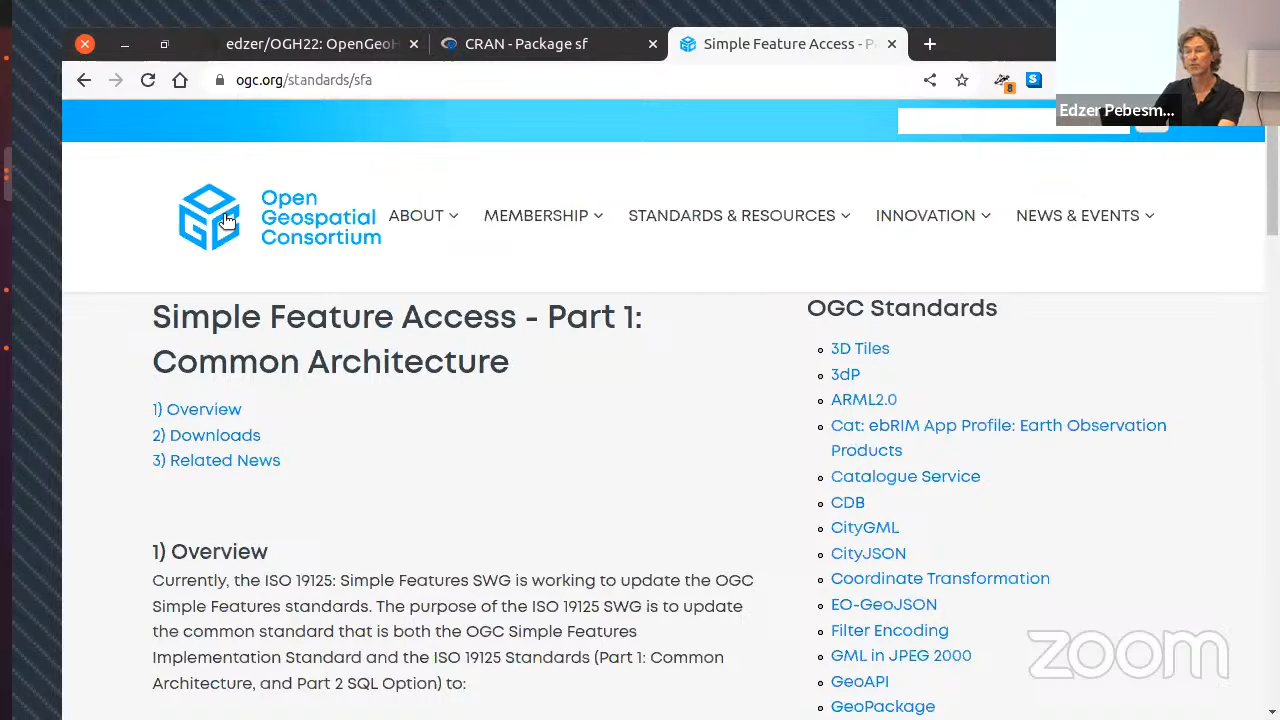 edzer/OGH22: OpenGeoH
CRAN - Package sf
Simple Feature Access - P
ogc.org/standards/sfa
8
S
Edzer Pebesm...
Open
Geospatial
Consortium
ABOUT
MEMBERSHIP
STANDARDS & RESOURCES
INNOVATION
NEWS & EVENTS
Simple Feature Access - Part 1:
Common Architecture
1) Overview
2) Downloads
3) Related News
1) Overview
Currently, the ISO 19125: Simple Features SWG is working to update the OGC
Simple Features standards. The purpose of the ISO 19125 SWG is to update
the common standard that is both the OGC Simple Features
Implementation Standard and the ISO 19125 Standards (Part 1: Common
Architecture, and Part 2 SQL Option) to:
OGC Standards
3D Tiles
3dP
ARML2.0
Cat: ebRIM App Profile: Earth Observation
Products
Catalogue Service
CDB
CityGML
CityJSON
Coordinate Transformation
EO-GeoJSON
Filter Encoding
GML in JPEG 2000
GeoAPI
GeoPackage
zoom